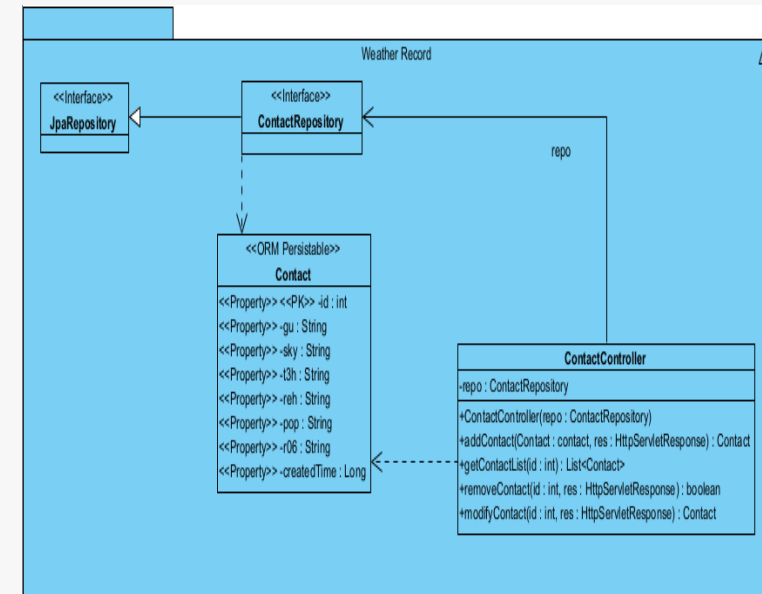 Weather Record
<<Interface>>
JpaRepository
<<Interface>>
ContactRepository
repo
<<ORM Persistable>>
Contact
<<Property>> <<PK>> -id : int
<<Property>> -gu : String
<<Property>> -sky : String
<<Property>> -t3h : String
<<Property>> -reh : String
<<Property>> -pop : String
<<Property>> -r06 : String
<<Property>> -createdTime : Long
ContactController
-repo : ContactRepository
+ContactController(repo : ContactRepository)
+addContact(Contact : contact, res : HttpServletResponse) : Contact
+getContactList(id : int) : List<Contact>
+removeContact(id : int, res : HttpServletResponse) : boolean
+modifyContact(id : int, res : HttpServletResponse) : Contact